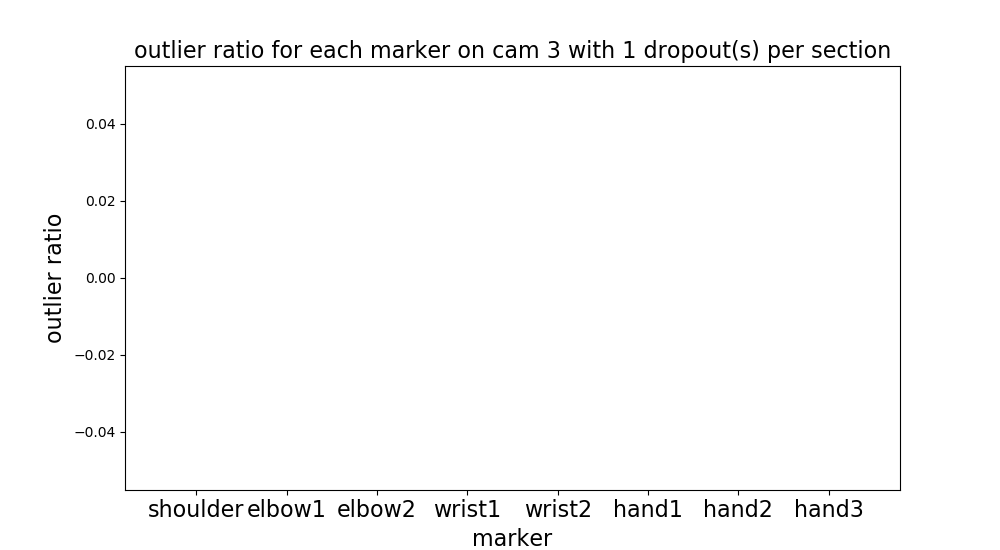 outlier ratio for each marker on cam 3 with 1 dropout(s) per section
0.04
0.02
0.00
−0.02
−0.04
outlier ratio
shoulder elbow1 elbow2 wrist1 wrist2 hand1 hand2 hand3
marker